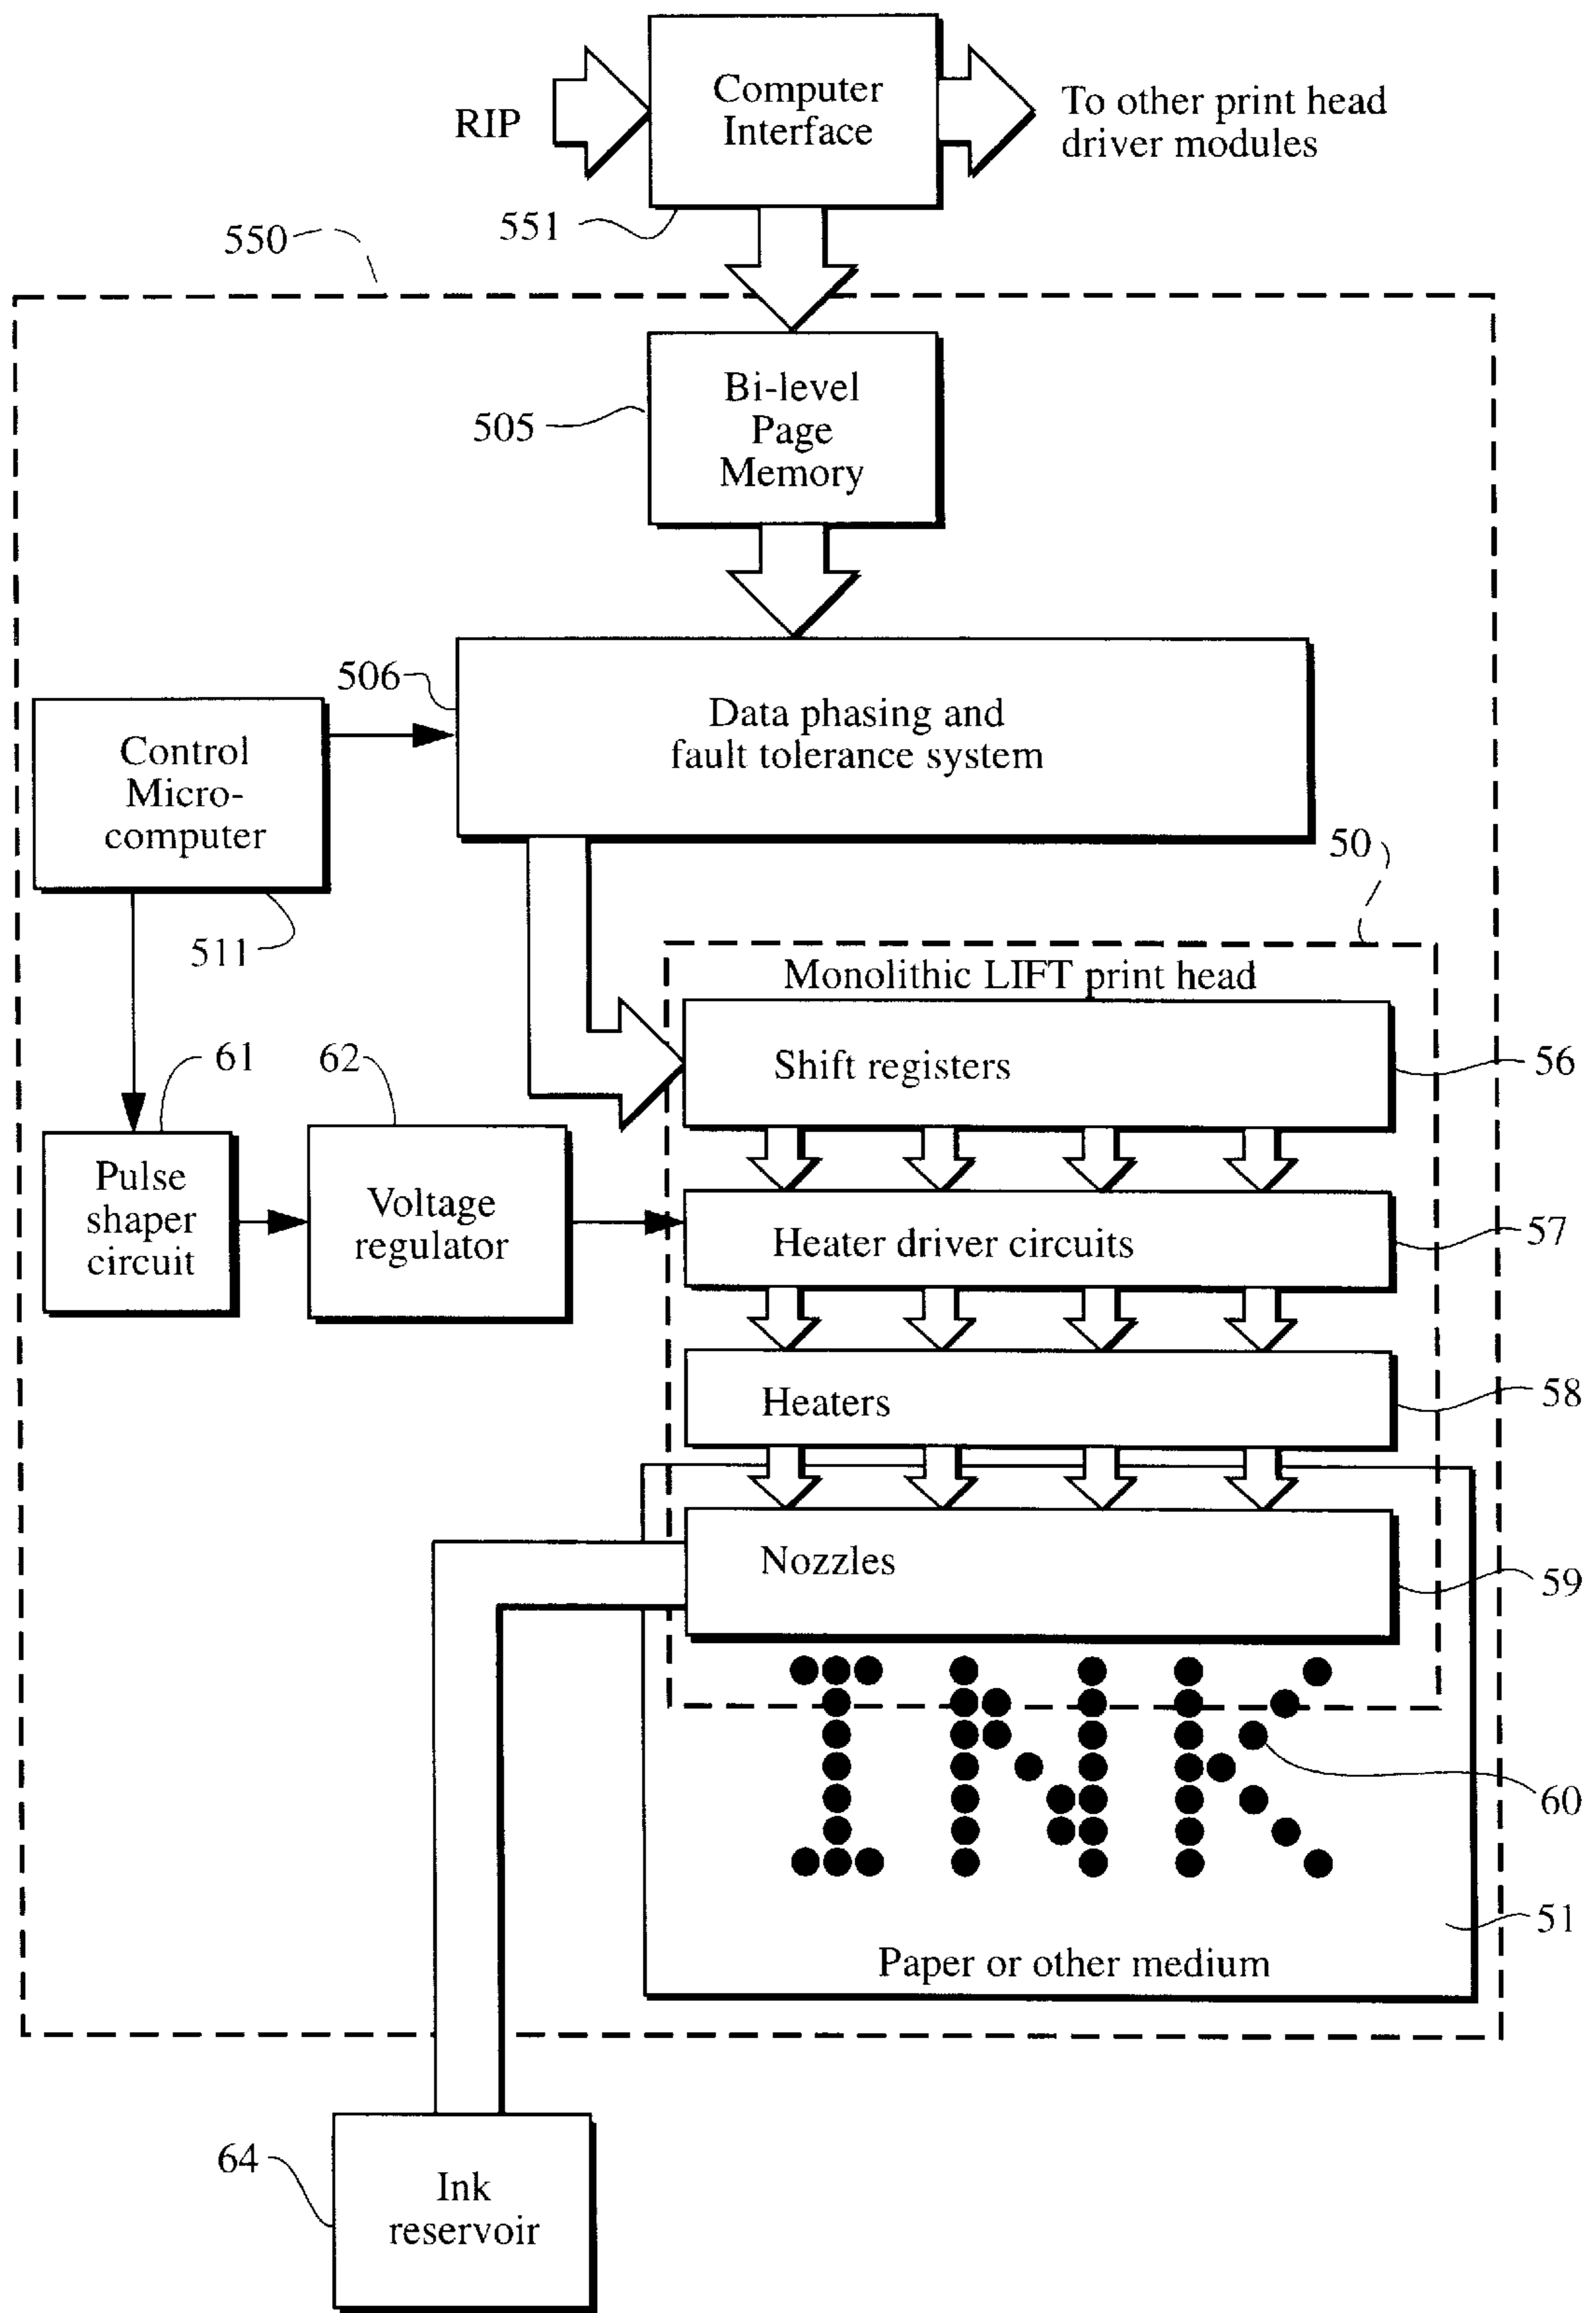 RIP
Computer
Interface
To other print head
driver modules
551
550
505
Bi-level
Page
Memory
506
Data phasing and
fault tolerance system
Control
Micro-
computer
511
50
Monolithic LIFT print head
Shift registers
56
61
62
Pulse
shaper
circuit
Voltage
regulator
Heater driver circuits
57
Heaters
58
Nozzles
59
INK
60
51
Paper or other medium
64
Ink
reservoir